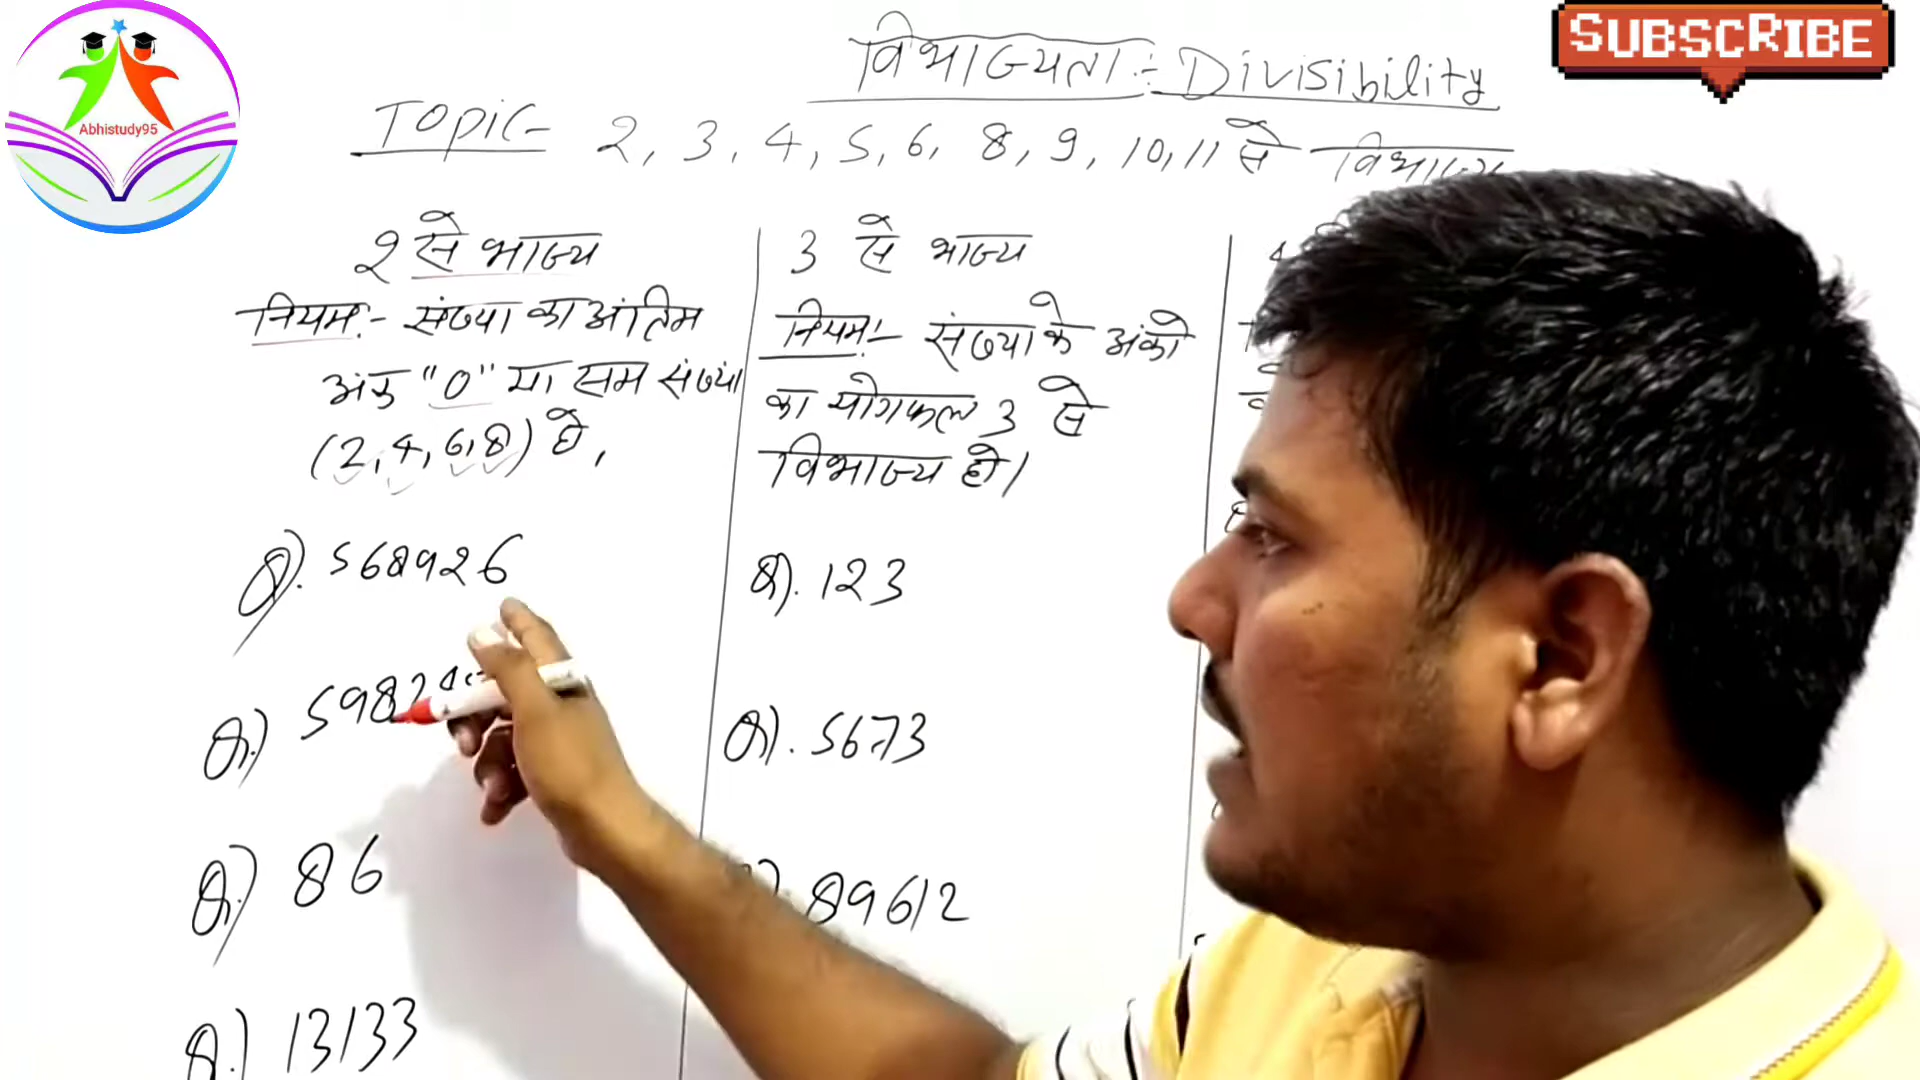 Abhistudy95
SUBSCRIBE
विभाज्यता :- Divisibility
Topic- 2, 3, 4, 5, 6, 8, 9, 10, 11 से विभाज्य
2 से भाज्य
नियम:- संख्या का अंतिम
अंक "0" या सम संख्या
(2, 4, 6, 8) हो,
Q). 568926
Q.) 5982
Q.) 86
Q.) 13133
3 से भाज्य
नियम:- संख्या के अंको
का योगफल 3 से
विभाज्य हो।
Q). 123
Q). 5673
89612